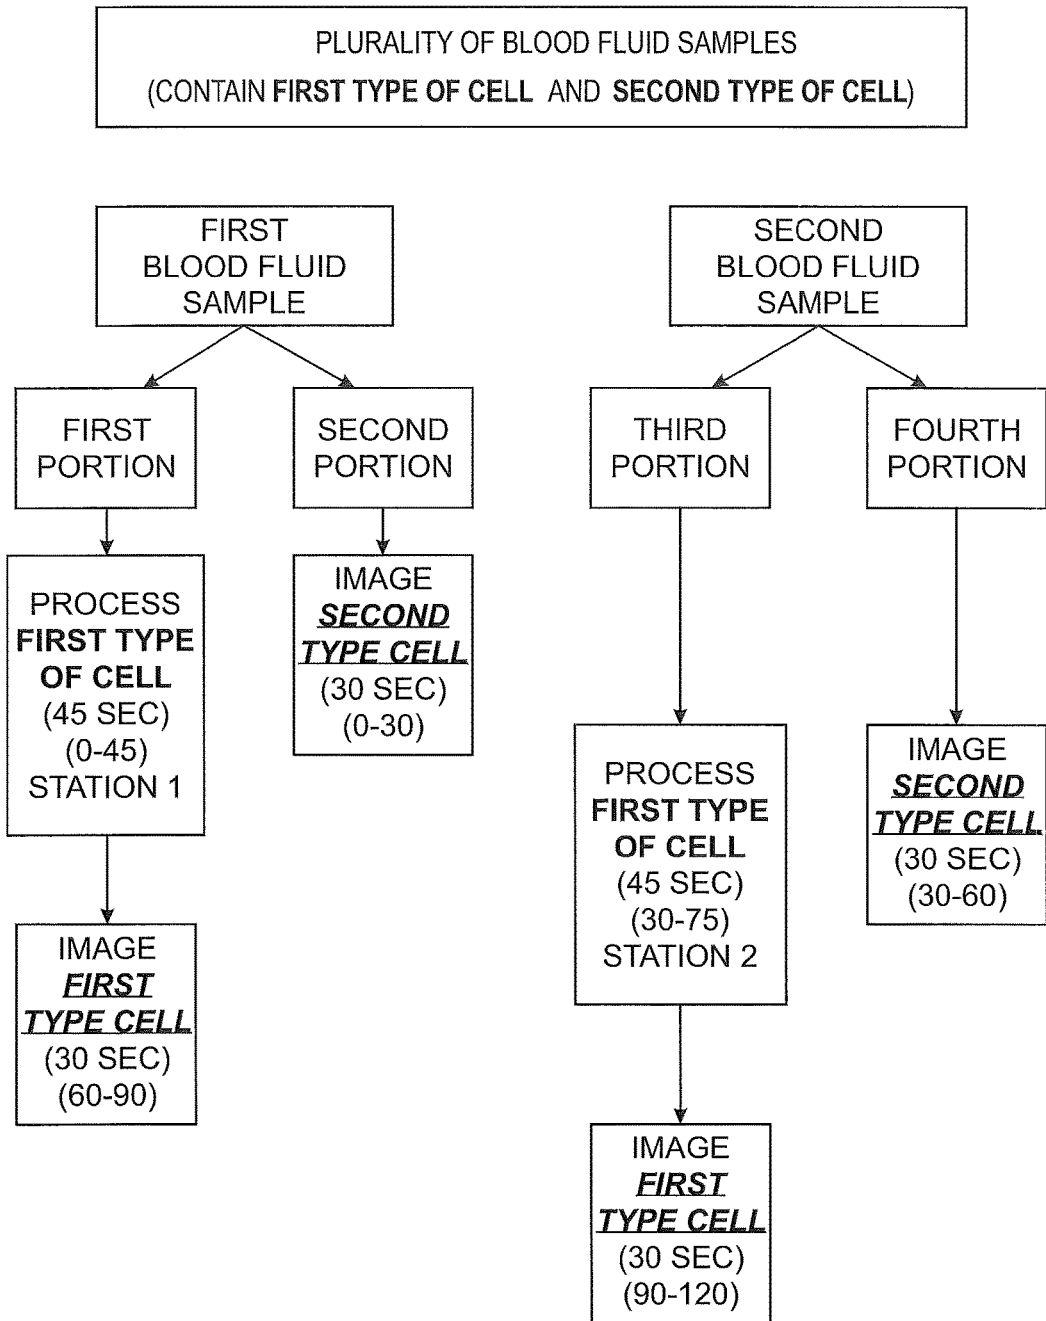 PLURALITY OF BLOOD FLUID SAMPLES
(CONTAIN FIRST TYPE OF CELL AND SECOND TYPE OF CELL)
FIRST
BLOOD FLUID
SAMPLE
SECOND
BLOOD FLUID
SAMPLE
FIRST
PORTION
SECOND
PORTION
THIRD
PORTION
FOURTH
PORTION
PROCESS
FIRST TYPE
OF CELL
(45 SEC)
(0-45)
STATION 1
IMAGE
SECOND
TYPE CELL
(30 SEC)
(0-30)
PROCESS
FIRST TYPE
OF CELL
(45 SEC)
(30-75)
STATION 2
IMAGE
SECOND
TYPE CELL
(30 SEC)
(30-60)
IMAGE
FIRST
TYPE CELL
(30 SEC)
(60-90)
IMAGE
FIRST
TYPE CELL
(30 SEC)
(90-120)